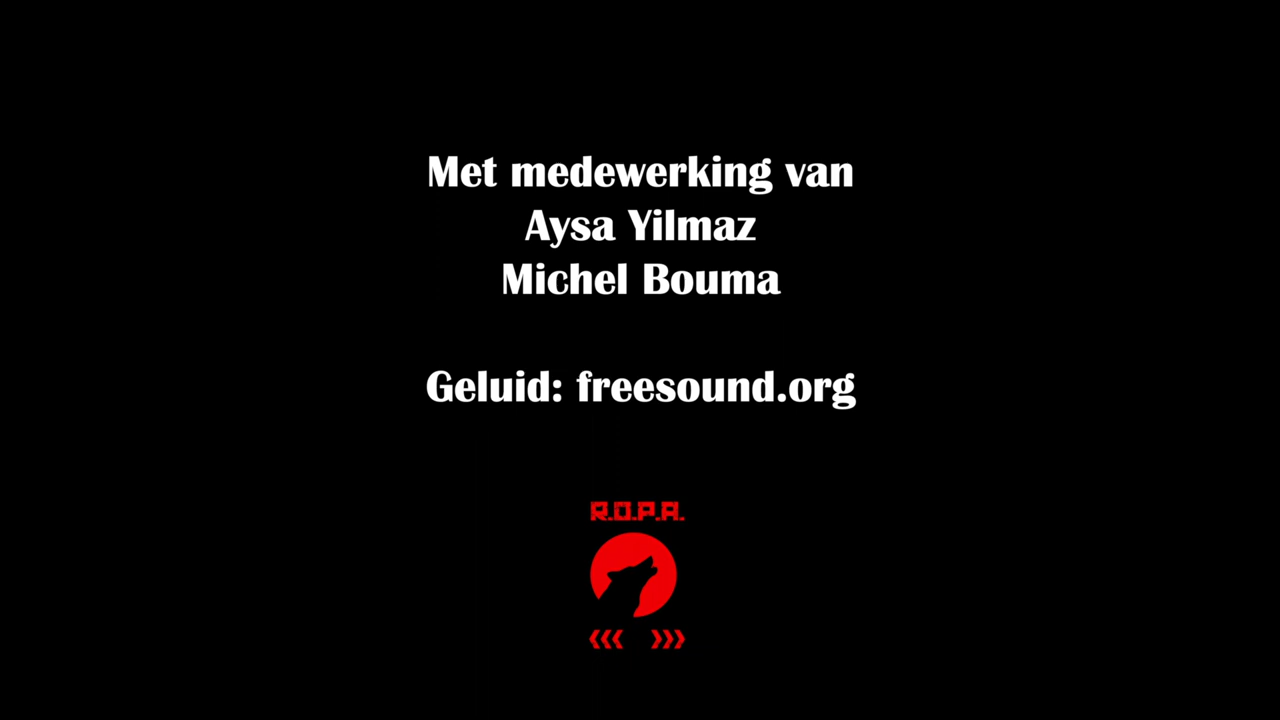 Met medewerking van
Aysa Yilmaz
Michel Bouma
Geluid: freesound.org
R.O.P.A.